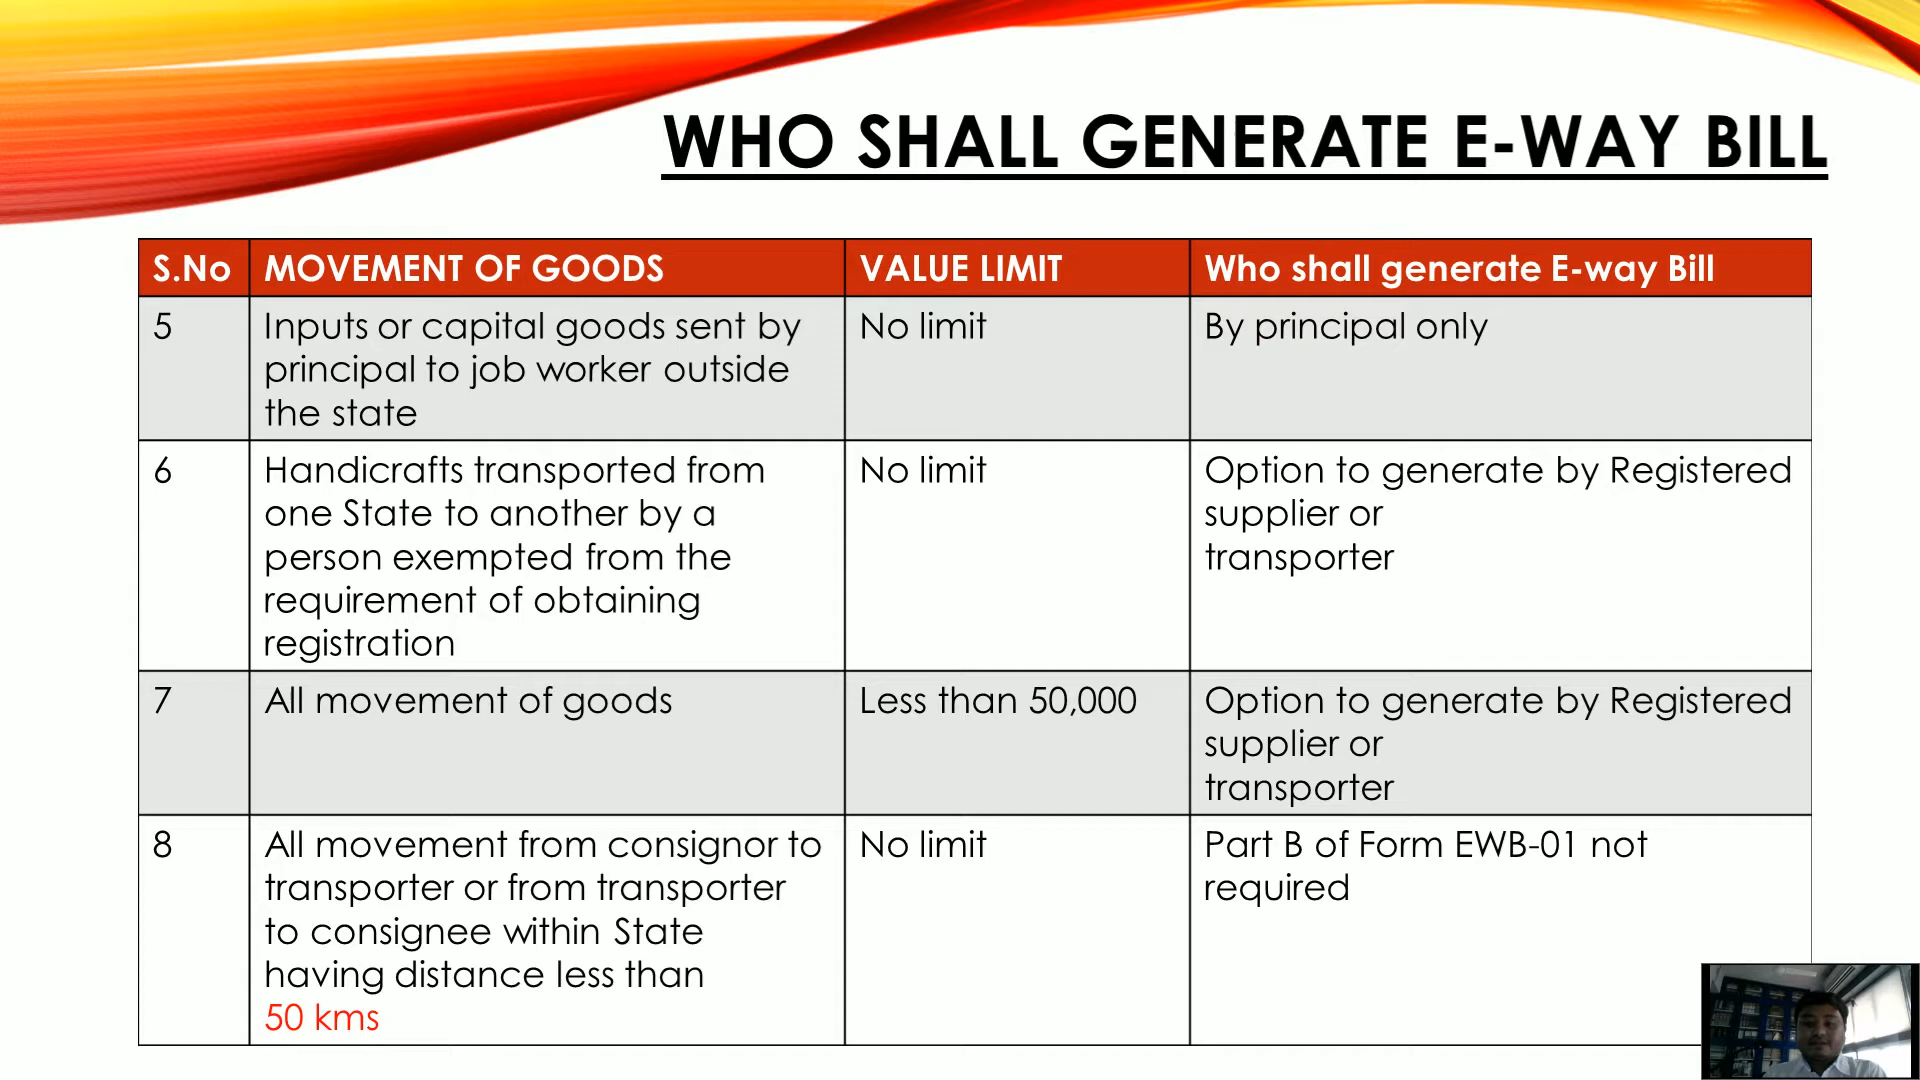 WHO SHALL GENERATE E-WAY BILL
S.No MOVEMENT OF GOODS VALUE LIMIT Who shall generate E-way Bill
5 Inputs or capital goods sent by No limit By principal only
principal to job worker outside
the state
6 Handicrafts transported from No limit Option to generate by Registered
one State to another by a supplier or
person exempted from the transporter
requirement of obtaining
registration
7 All movement of goods Less than 50,000 Option to generate by Registered
supplier or
transporter
8 All movement from consignor to No limit Part B of Form EWB-01 not
transporter or from transporter required
to consignee within State
having distance less than
50 kms